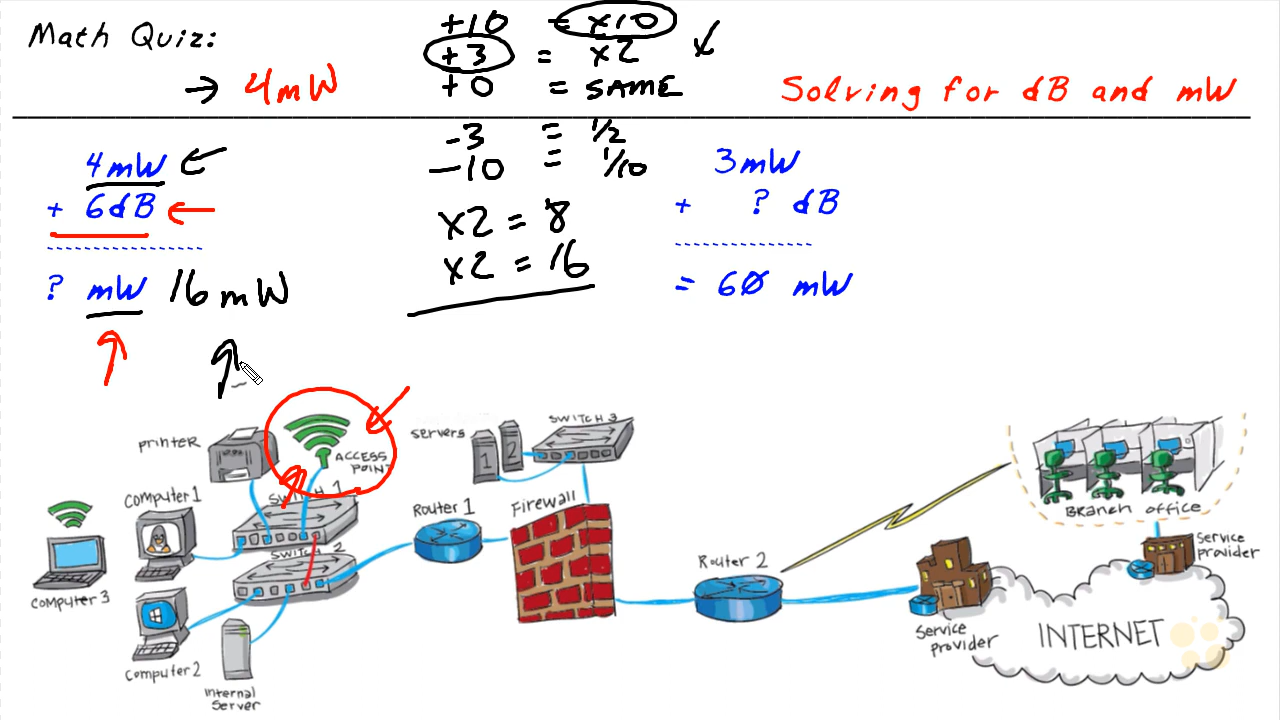 Math Quiz:
→ 4mW
+10 = x10
+3 = x2
+0 = SAME
-3 = 1/2
-10 = 1/10
x2 = 8
x2 = 16
Solving for dB and mW
4mW
+ 6dB
? mW 16mW
3mW
+ ? dB
= 60 mW
Printer
ACCESS
POINT
Servers
1 2
SWITCH 3
Computer 1
SWITCH 1
Router 1
Firewall
SWITCH 2
Computer 3
Computer 2
Internal
Server
Router 2
BRANCH OFFICE
Service
Provider
Service
provider
INTERNET